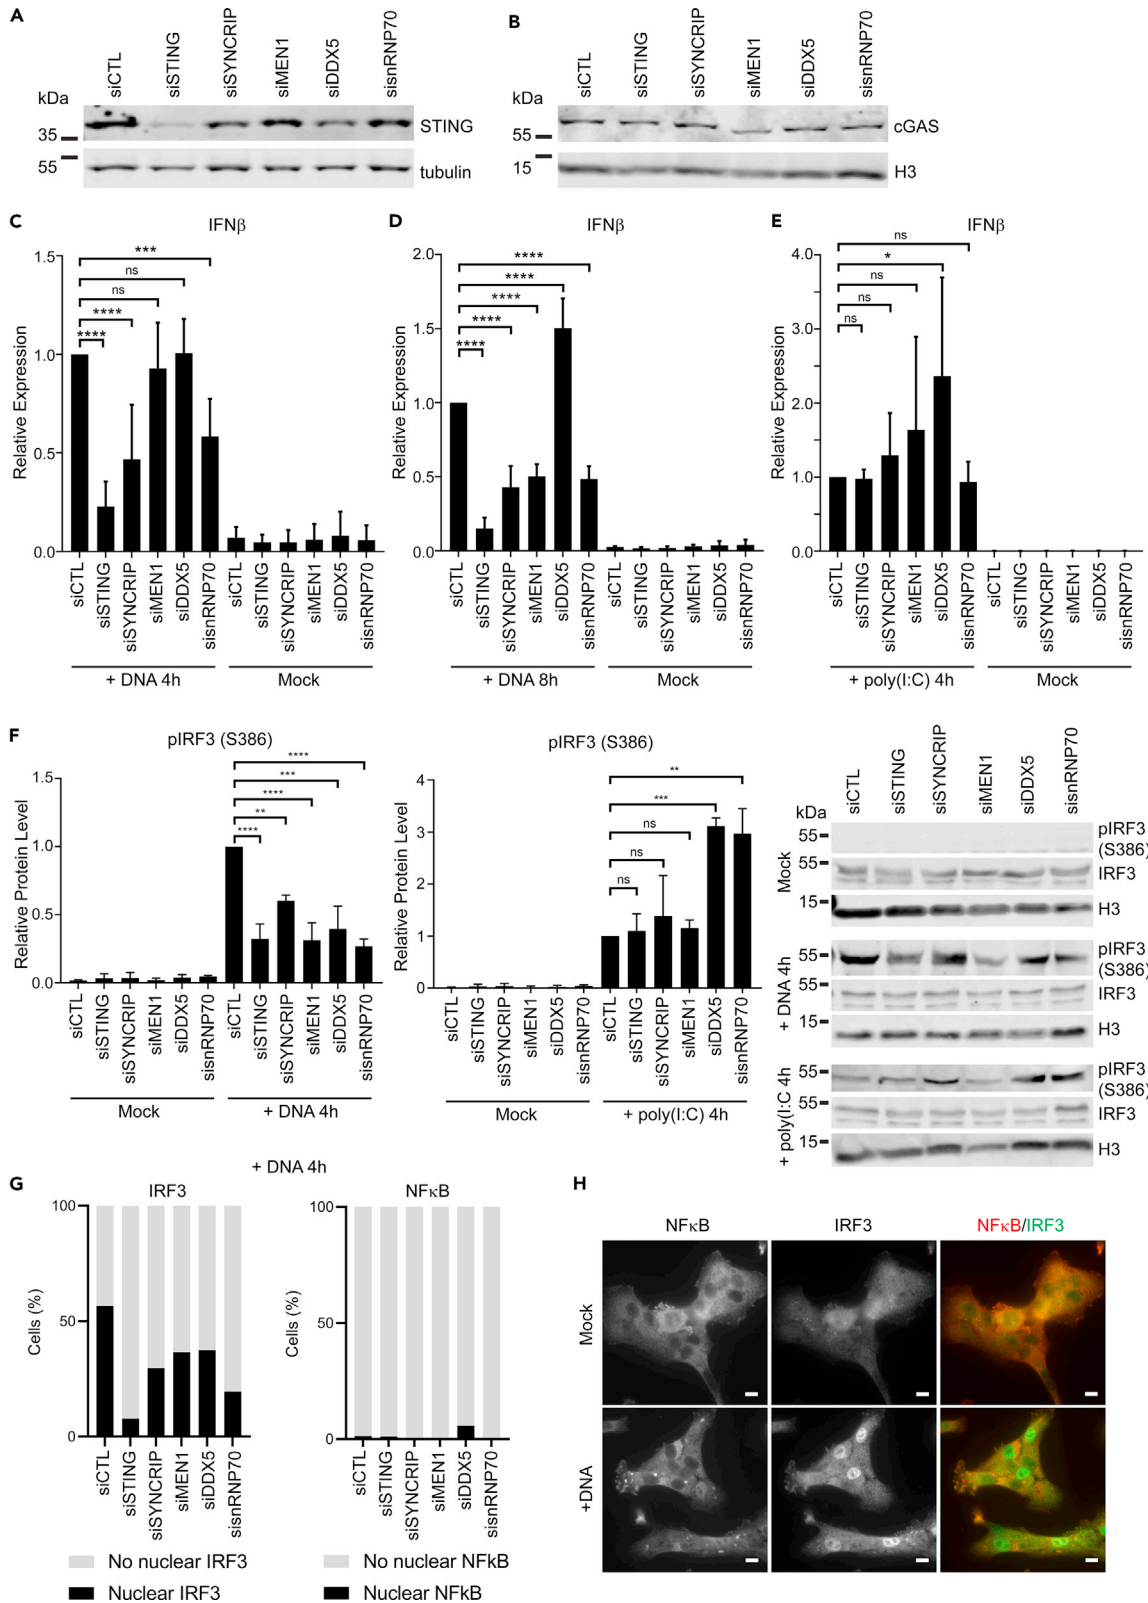 A
siCTL
siSTING
siSYNCRIP
siMEN1
siDDX5
sisnRNP70
kDa
35
STING
55
tubulin
B
siCTL
siSTING
siSYNCRIP
siMEN1
siDDX5
sisnRNP70
kDa
55
cGAS
15
H3
C
IFNβ
Relative Expression
1.5
1.0
0.5
0.0
***
ns
ns
****
****
siCTL
siSTING
siSYNCRIP
siMEN1
siDDX5
sisnRNP70
siCTL
siSTING
siSYNCRIP
siMEN1
siDDX5
sisnRNP70
+ DNA 4h
Mock
D
IFNβ
Relative Expression
2.0
1.5
1.0
0.5
0.0
****
****
****
****
****
siCTL
siSTING
siSYNCRIP
siMEN1
siDDX5
sisnRNP70
siCTL
siSTING
siSYNCRIP
siMEN1
siDDX5
sisnRNP70
+ DNA 8h
Mock
E
IFNβ
Relative Expression
4.0
3.0
2.0
1.0
0.0
ns
*
ns
ns
ns
siCTL
siSTING
siSYNCRIP
siMEN1
siDDX5
sisnRNP70
siCTL
siSTING
siSYNCRIP
siMEN1
siDDX5
sisnRNP70
+ poly(I:C) 4h
Mock
F
pIRF3 (S386)
Relative Protein Level
1.5
1.0
0.5
0.0
****
***
****
**
****
siCTL
siSTING
siSYNCRIP
siMEN1
siDDX5
sisnRNP70
siCTL
siSTING
siSYNCRIP
siMEN1
siDDX5
sisnRNP70
Mock
+ DNA 4h
pIRF3 (S386)
Relative Protein Level
4
3
2
1
0
**
***
ns
ns
ns
siCTL
siSTING
siSYNCRIP
siMEN1
siDDX5
sisnRNP70
siCTL
siSTING
siSYNCRIP
siMEN1
siDDX5
sisnRNP70
Mock
+ poly(I:C) 4h
siCTL
siSTING
siSYNCRIP
siMEN1
siDDX5
sisnRNP70
kDa
Mock
55
pIRF3
(S386)
55
IRF3
15
H3
+ DNA 4h
55
pIRF3
(S386)
55
IRF3
15
H3
+ poly(I:C) 4h
55
pIRF3
(S386)
55
IRF3
15
H3
+ DNA 4h
G
IRF3
Cells (%)
100
50
0
siCTL
siSTING
siSYNCRIP
siMEN1
siDDX5
sisnRNP70
No nuclear IRF3
Nuclear IRF3
NFκB
Cells (%)
100
50
0
siCTL
siSTING
siSYNCRIP
siMEN1
siDDX5
sisnRNP70
No nuclear NFkB
Nuclear NFkB
H
NFκB
IRF3
NFκB/IRF3
Mock
+DNA